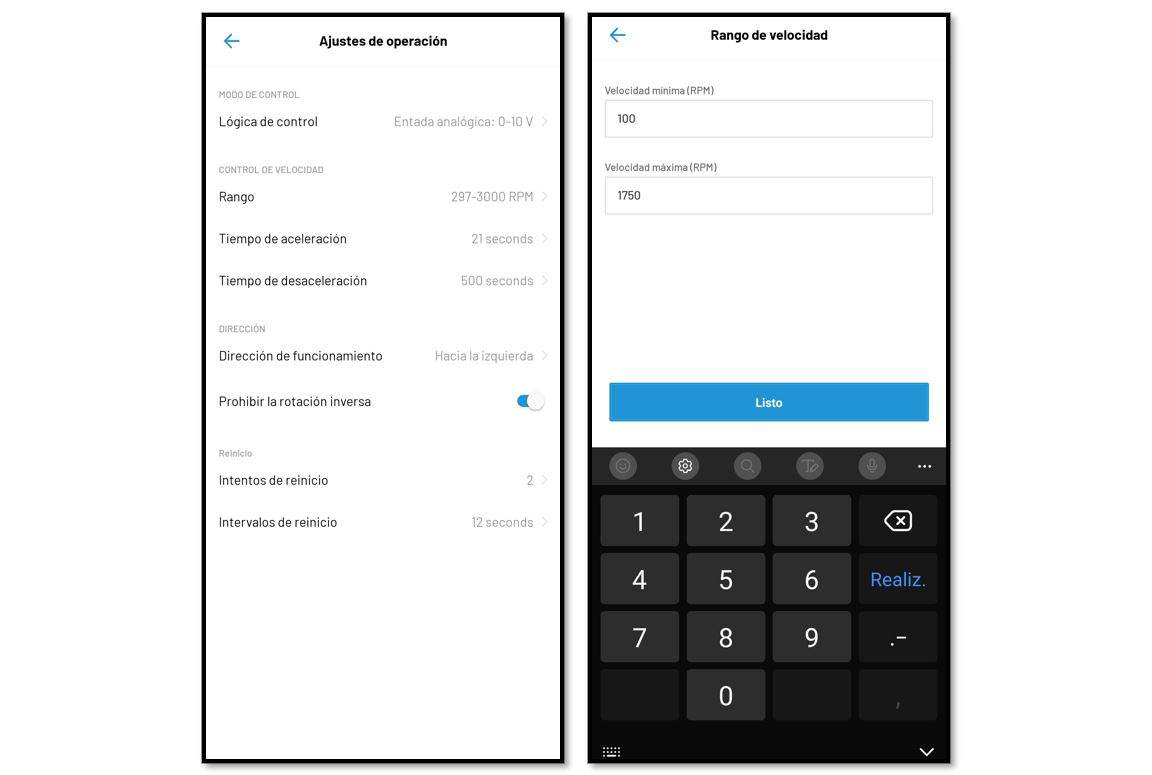 Ajustes de operación
MODO DE CONTROL
Lógica de control Entada analógica: 0-10 V
CONTROL DE VELOCIDAD
Rango 297-3000 RPM
Tiempo de aceleración 21 seconds
Tiempo de desaceleración 500 seconds
DIRECCIÓN
Dirección de funcionamiento Hacia la izquierda
Prohibir la rotación inversa
Reinicio
Intentos de reinicio 2
Intervalos de reinicio 12 seconds
Rango de velocidad
Velocidad mínima (RPM)
100
Velocidad máxima (RPM)
1750
Listo
1 2 3
4 5 6 Realiz.
7 8 9 .-
0 ,